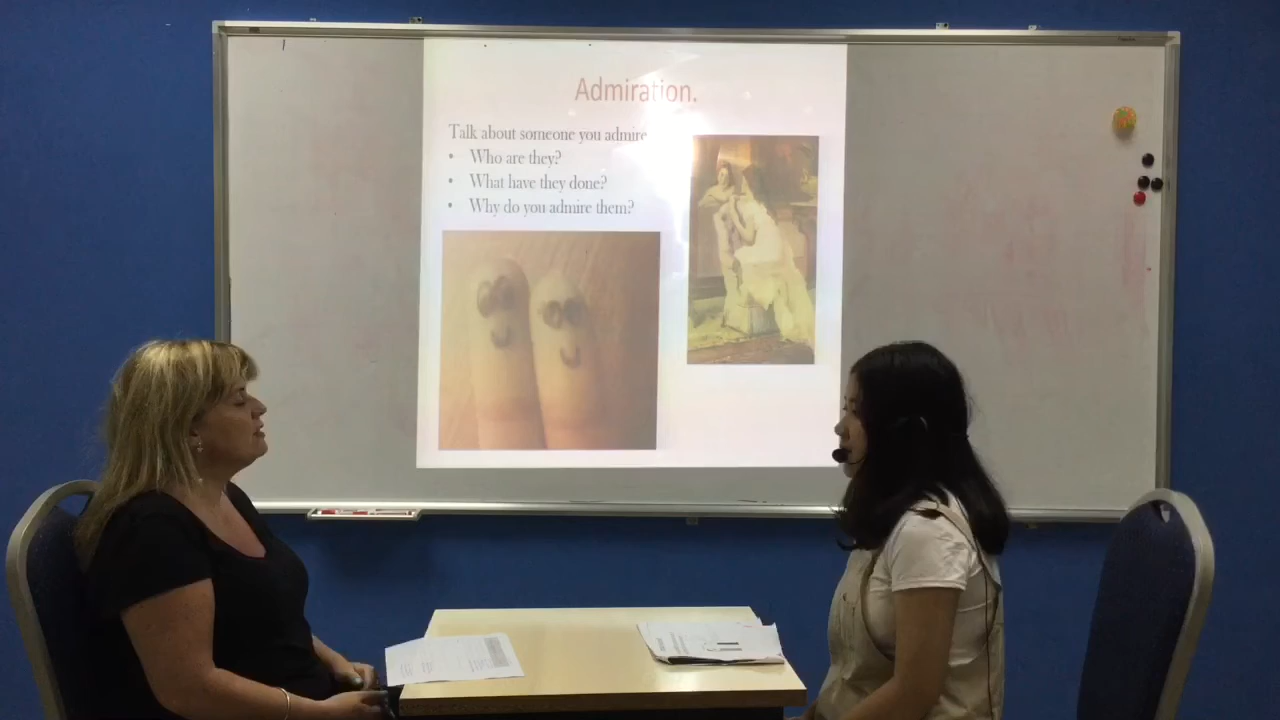 Admiration.
Talk about someone you admire
• Who are they?
• What have they done?
• Why do you admire them?